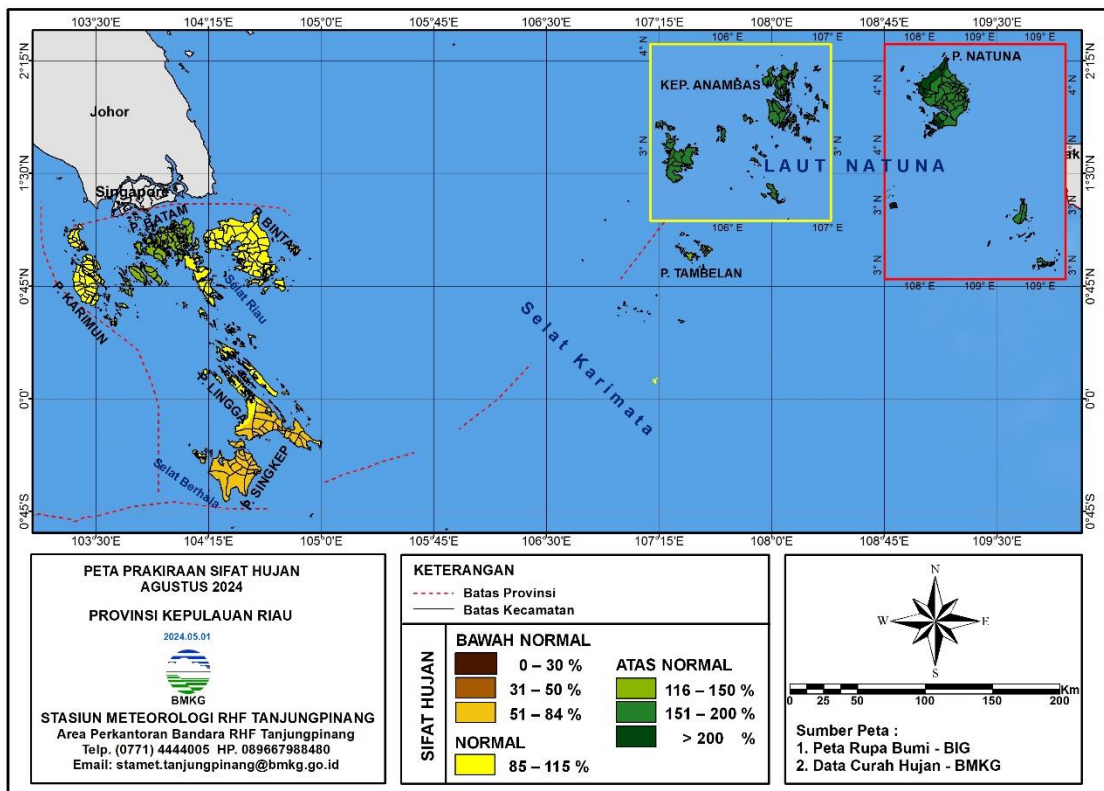 103°30'E 104°15'E 105°0'E 105°45'E 106°30'E 107°15'E 108°0'E 108°45'E 109°30'E
2°15'N
1°30'N
0°45'N
0°0'
0°45'S
2°15'N
1°30'N
0°45'N
0°0'
0°45'S
Johor
Singapore
P. BATAM
P. BINTAN
P. KARIMUN
Selat Riau
P. LINGGA
P. SINGKEP
Selat Berhala
Selat Karimata
P. TAMBELAN
LAUT NATUNA
106° E 107° E
4° N
KEP. ANAMBAS
3° N
3° N
106° E 107° E
108° E 109° E 109° E
P. NATUNA
4° N
4° N
4° N
3° N
3° N
3° N
3° N
3° N
108° E 109° E 109° E
ak
103°30'E 104°15'E 105°0'E 105°45'E 106°30'E 107°15'E 108°0'E 108°45'E 109°30'E
PETA PRAKIRAAN SIFAT HUJAN
AGUSTUS 2024
PROVINSI KEPULAUAN RIAU
2024.05.01
BMKG
STASIUN METEOROLOGI RHF TANJUNGPINANG
Area Perkantoran Bandara RHF Tanjungpinang
Telp. (0771) 4444005 HP. 089667988480
Email: stamet.tanjungpinang@bmkg.go.id
KETERANGAN
Batas Provinsi
Batas Kecamatan
SIFAT HUJAN
BAWAH NORMAL
0 – 30 %
31 – 50 %
51 – 84 %
NORMAL
85 – 115 %
ATAS NORMAL
116 – 150 %
151 – 200 %
> 200 %
N
W E
S
0 25 50 100 150 200 Km
Sumber Peta :
1. Peta Rupa Bumi - BIG
2. Data Curah Hujan - BMKG